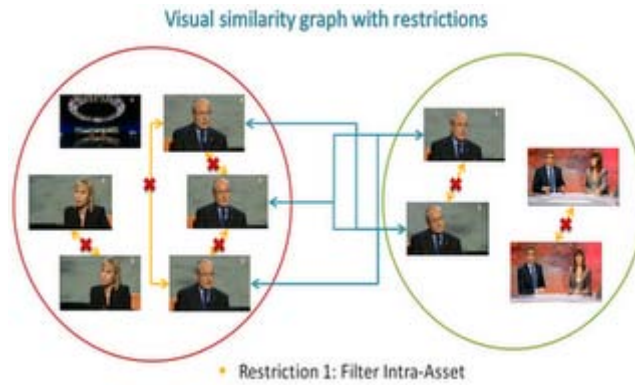 Visual similarity graph with restrictions
Restriction 1: Filter Intra-Asset